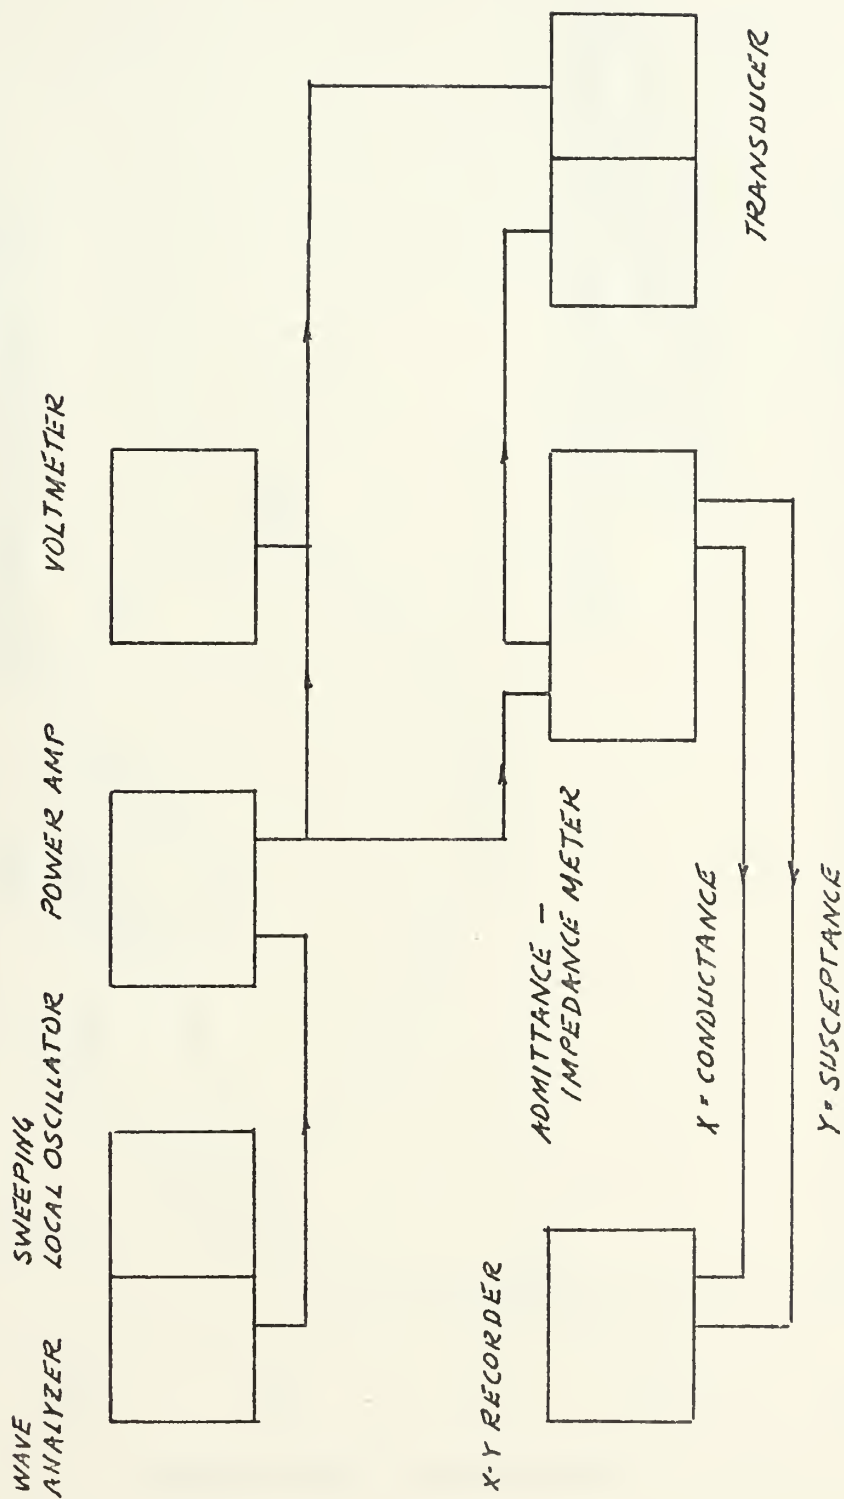 WAVE
ANALYZER
SWEEPING
LOCAL OSCILLATOR
POWER AMP
VOLTMETER
X-Y RECORDER
ADMITTANCE -
IMPEDANCE METER
X = CONDUCTANCE
Y = SUSCEPTANCE
TRANSDUCER